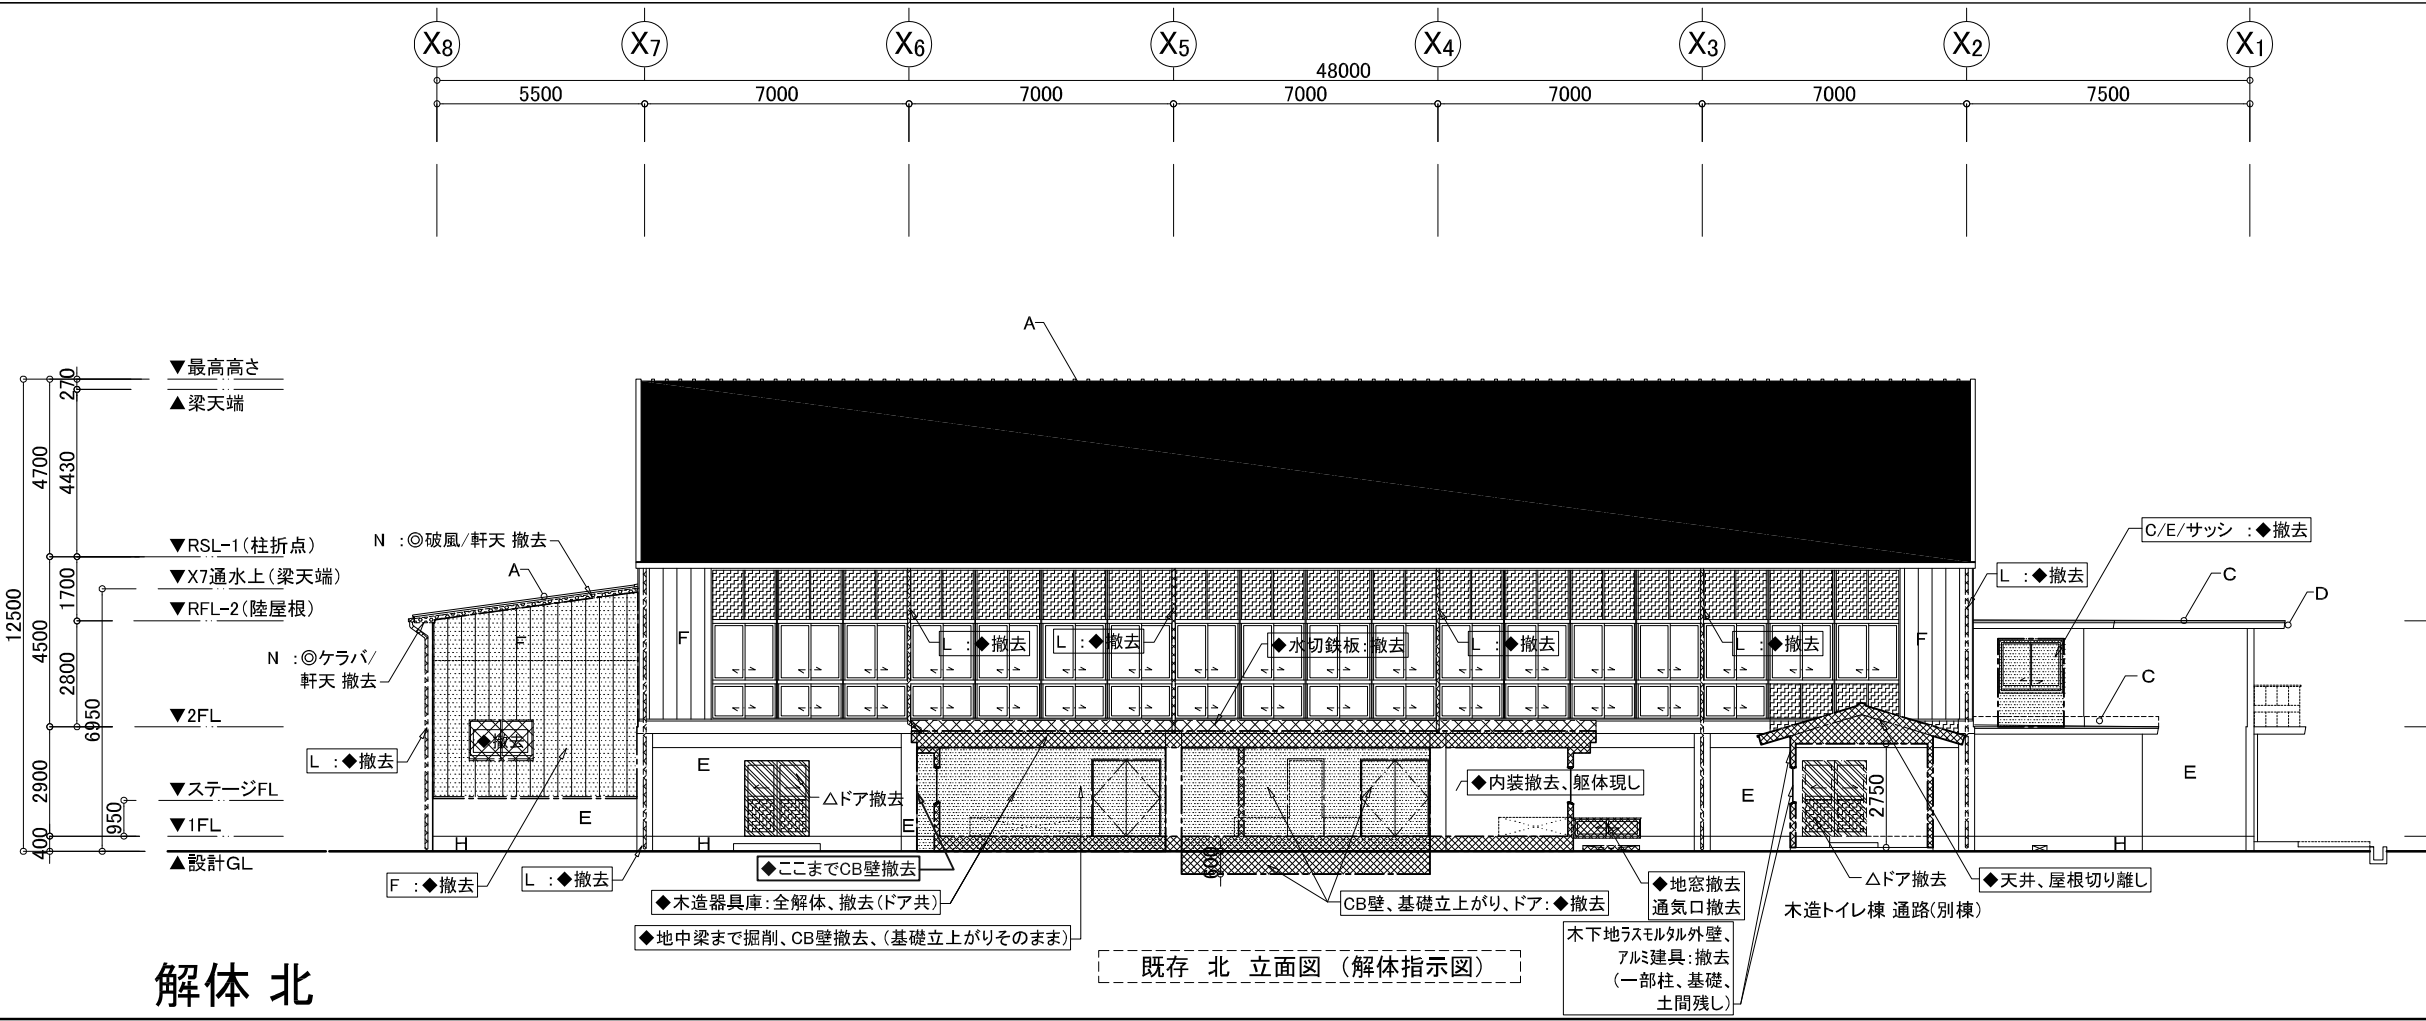 X8
X7
X6
X5
X4
X3
X2
X1
48000
5500
7000
7000
7000
7000
7000
7500
A
▼最高高さ
270
▲梁天端
12500
4700
4430
▼RSL-1(柱折点)
N :◎破風/軒天 撤去
C/E/サッシ :◆撤去
▼X7通水上(梁天端)
A
L :◆撤去
C
1700
▼RFL-2(陸屋根)
D
4500
F
F
L :◆撤去
L :◆撤去
◆水切鉄板:撤去
L :◆撤去
L :◆撤去
F
N :◎ケラバ/
軒天 撤去
2800
6950
C
▼2FL
◆撤去
L :◆撤去
E
△ドア撤去
◆内装撤去、躯体現し
E
2750
E
2900
▼ステージFL
950
E
E
▼1FL
400
H
H
H
▲設計GL
600
F :◆撤去
L :◆撤去
◆ここまでCB壁撤去
◆木造器具庫:全解体、撤去(ドア共)
CB壁、基礎立上がり、ドア:◆撤去
◆地窓撤去
通気口撤去
△ドア撤去
木造トイレ棟 通路(別棟)
◆天井、屋根切り離し
◆地中梁まで掘削、CB壁撤去、(基礎立上がりそのまま)
木下地ラスモルタル外壁、
アルミ建具:撤去
(一部柱、基礎、
土間残し)
既存 北 立面図 (解体指示図)
解体 北